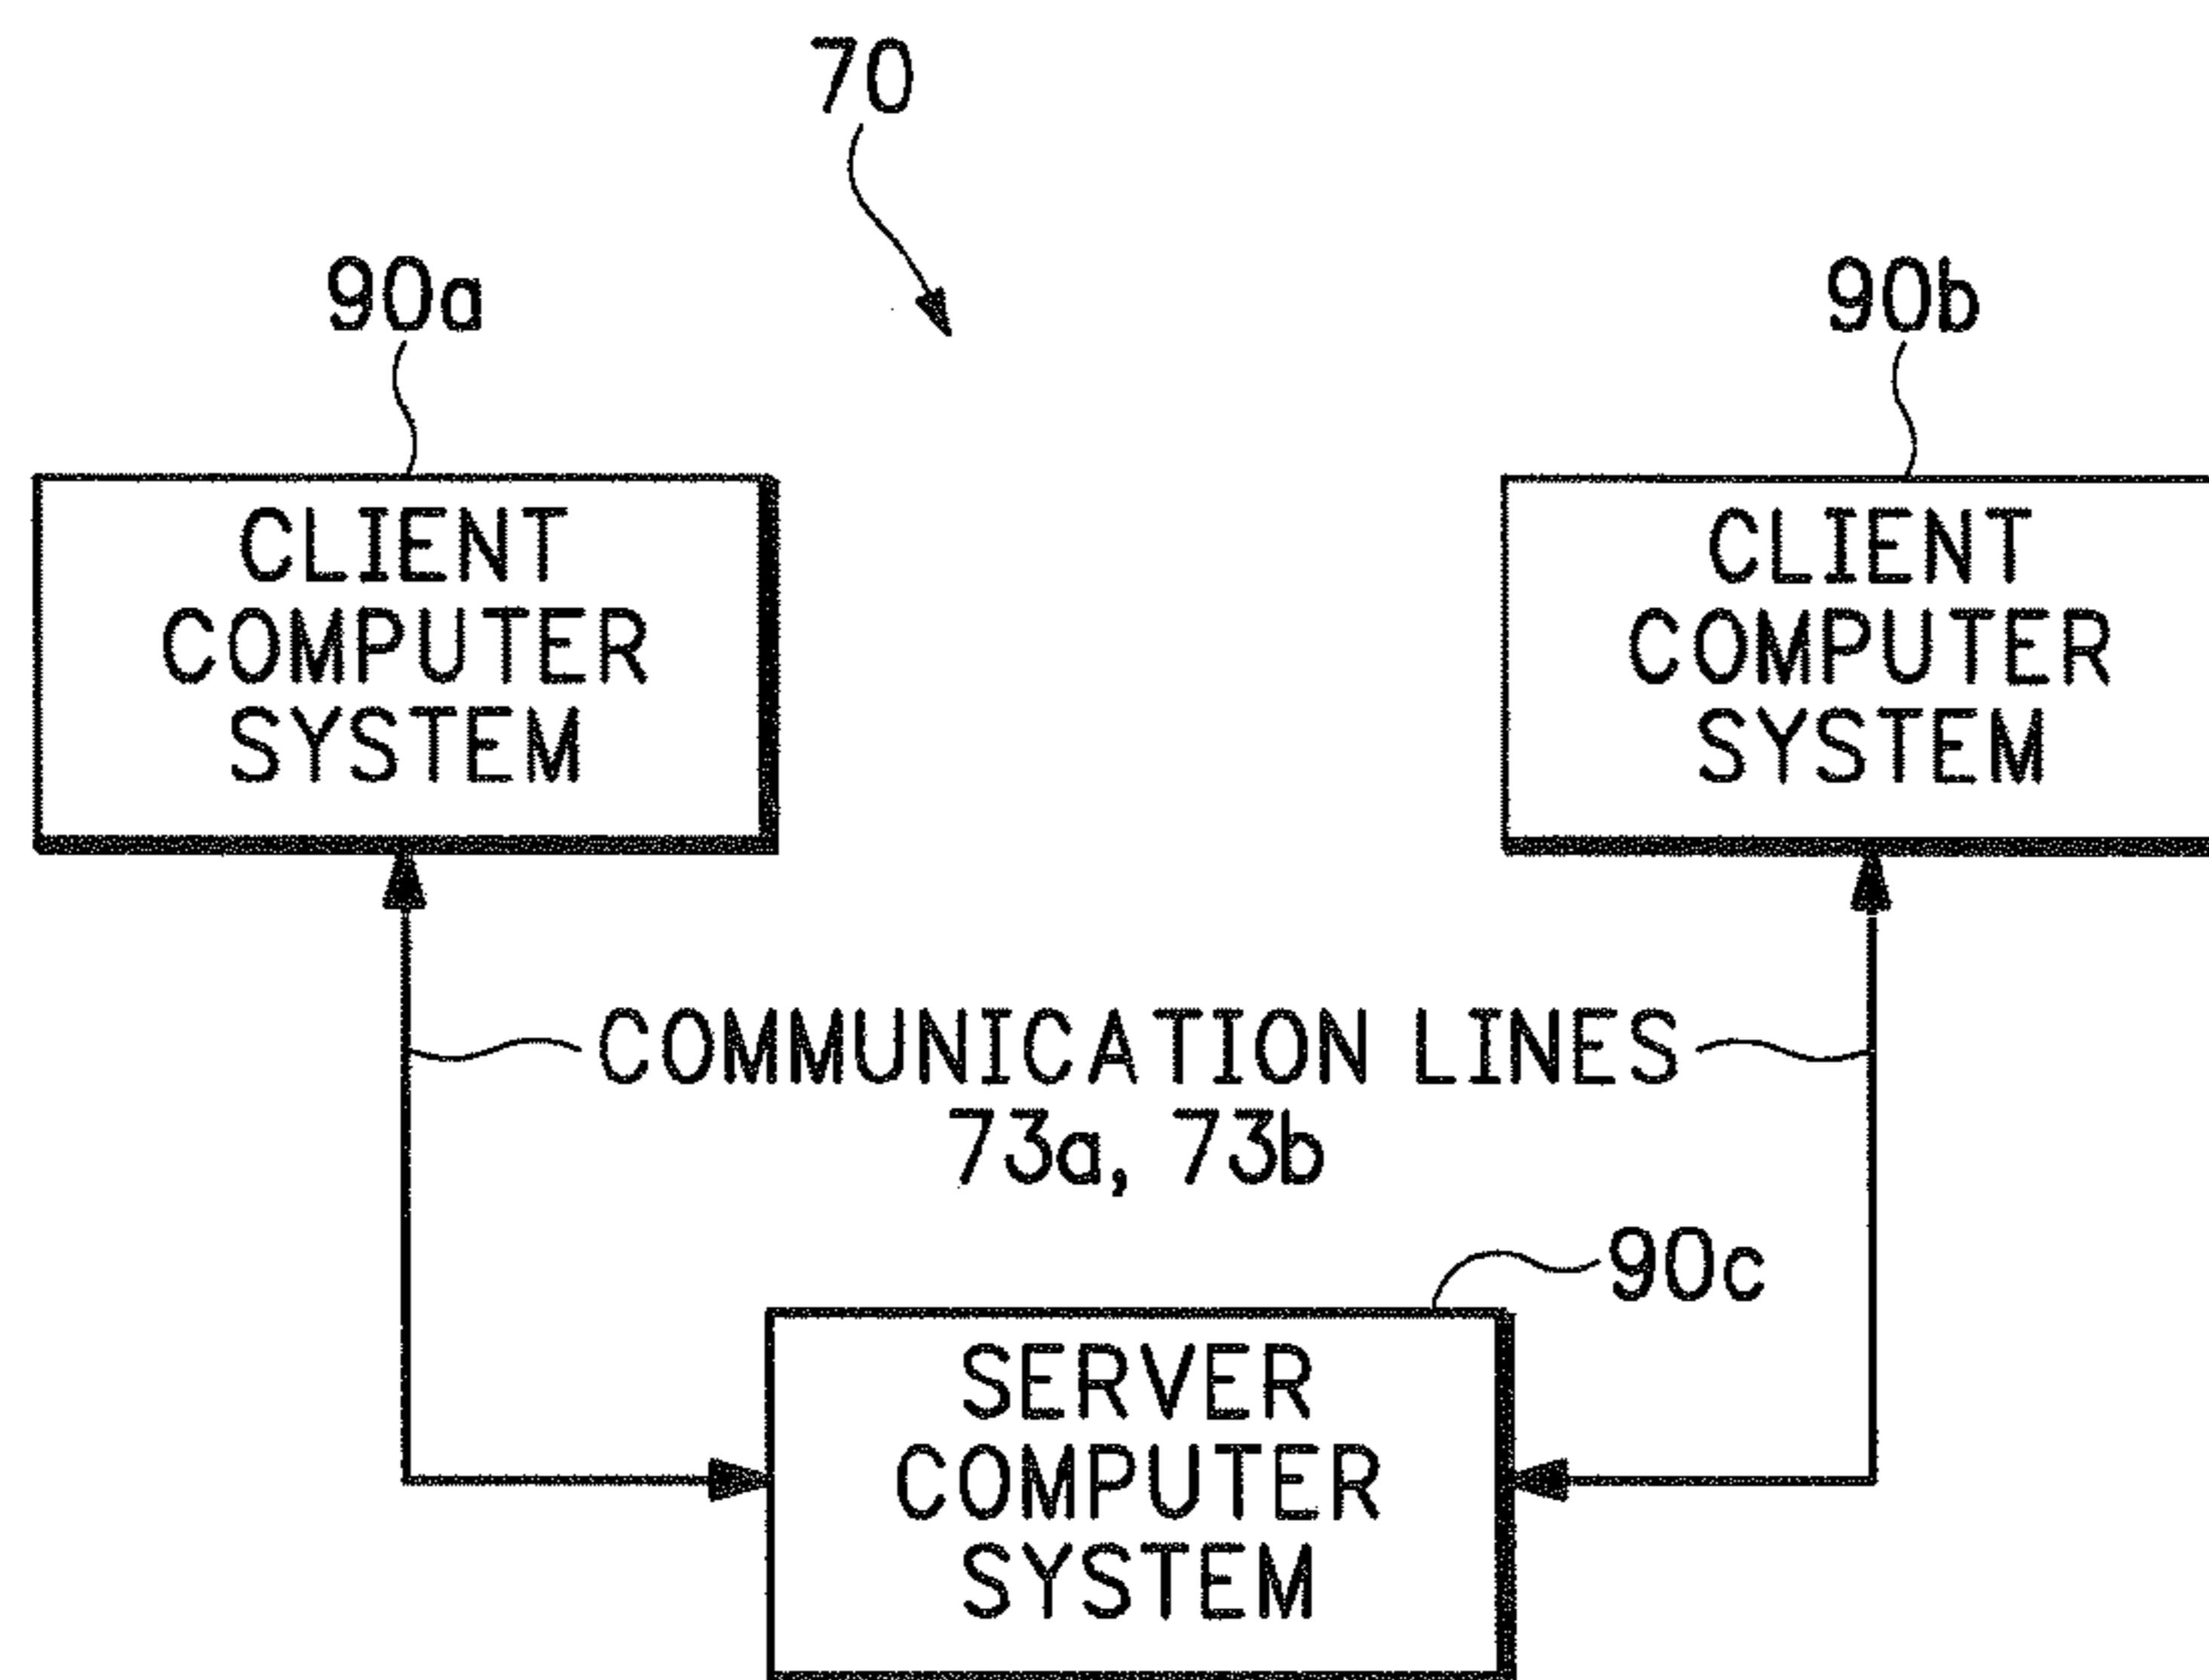 70
90a
90b
CLIENT
COMPUTER
SYSTEM
CLIENT
COMPUTER
SYSTEM
COMMUNICATION LINES
73a, 73b
90c
SERVER
COMPUTER
SYSTEM